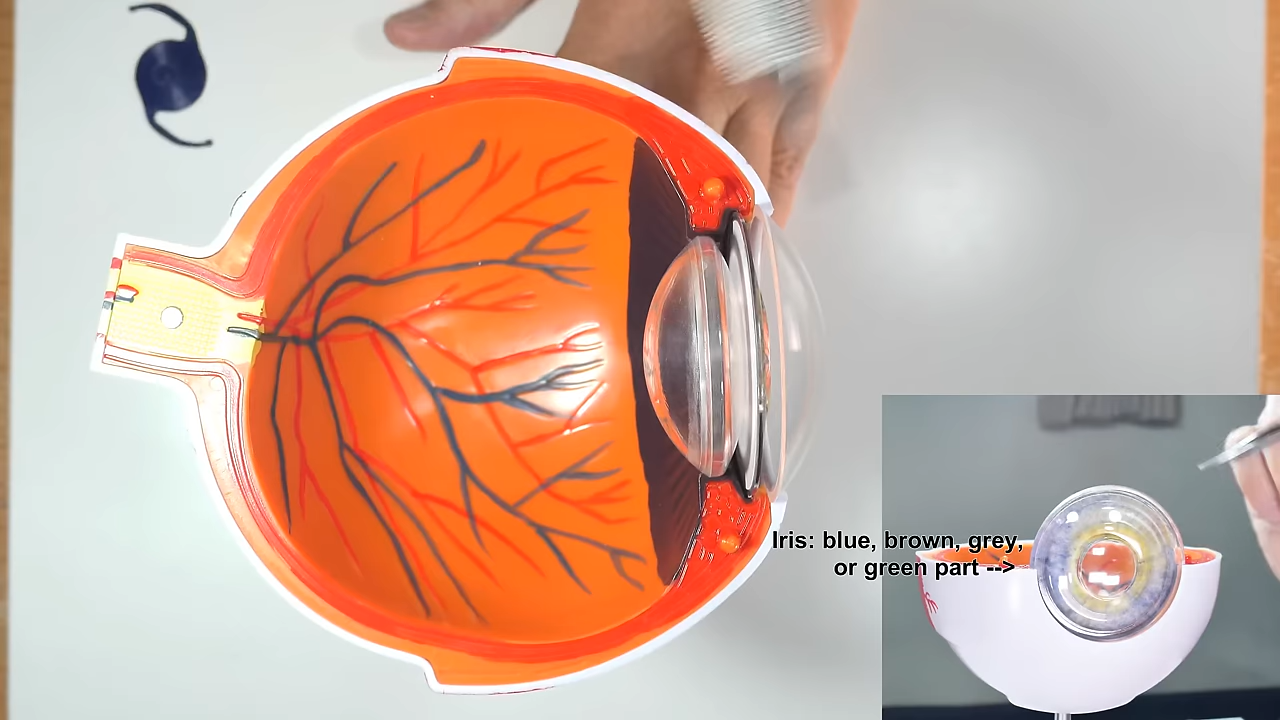 Iris: blue, brown, grey,
or green part -->